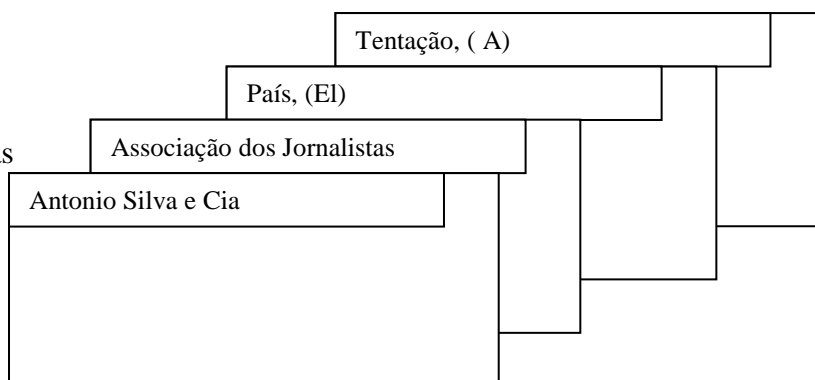 Tentação, ( A)
País, (El)
Associação dos Jornalistas
Antonio Silva e Cia